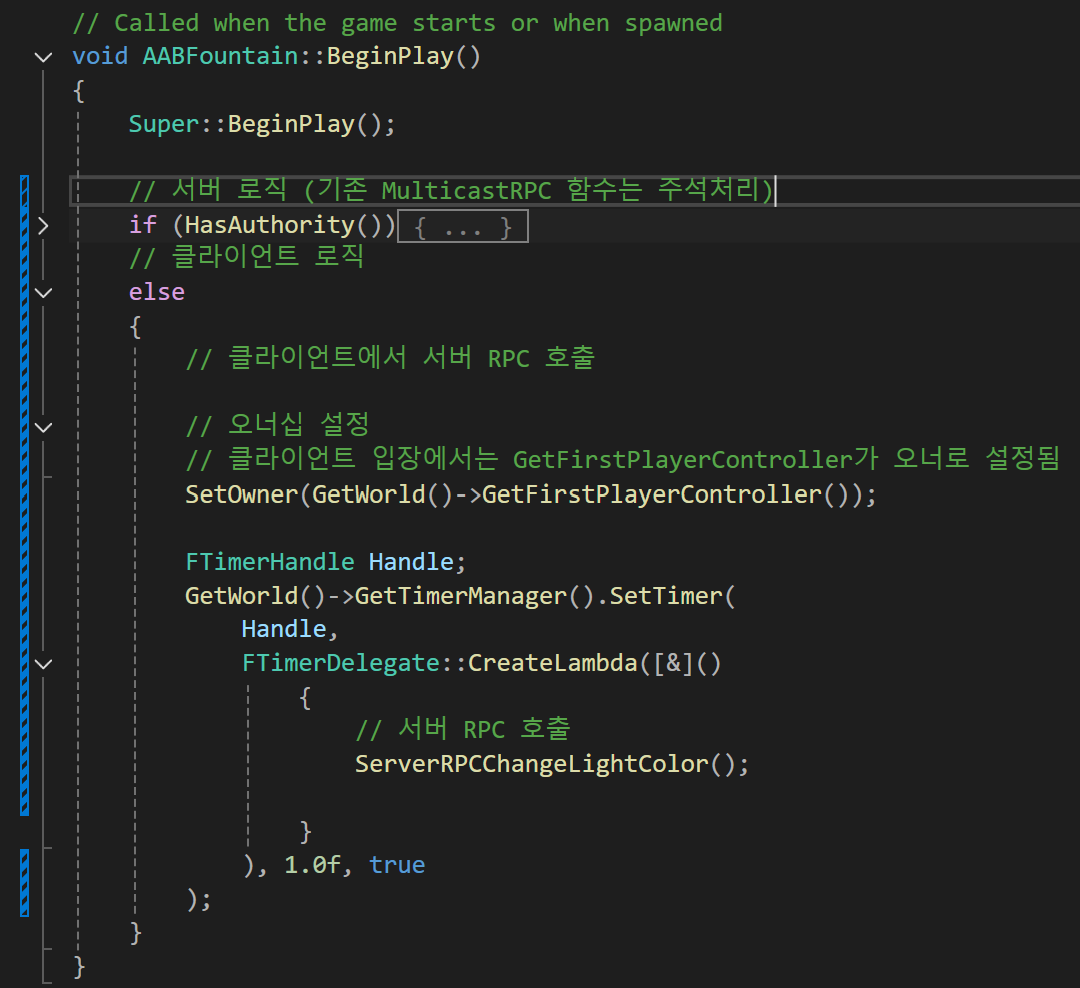 // Called when the game starts or when spawned
void AABFountain::BeginPlay()
{
Super::BeginPlay();
// 서버 로직 (기존 MulticastRPC 함수는 주석처리)
if (HasAuthority()){ ... }
// 클라이언트 로직
else
{
// 클라이언트에서 서버 RPC 호출
// 오너십 설정
// 클라이언트 입장에서는 GetFirstPlayerController가 오너로 설정됨
SetOwner(GetWorld()->GetFirstPlayerController());
FTimerHandle Handle;
GetWorld()->GetTimerManager().SetTimer(
Handle,
FTimerDelegate::CreateLambda([&]()
{
// 서버 RPC 호출
ServerRPCChangeLightColor();
}
), 1.0f, true
);
}
}